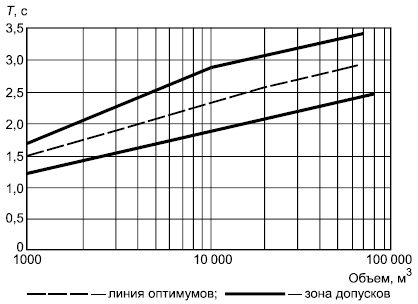 T, с
3,5
3,0
2,5
2,0
1,5
1,0
0,5
0
1000 10 000 100 000
Объем, м³
— линия оптимумов; — зона допусков